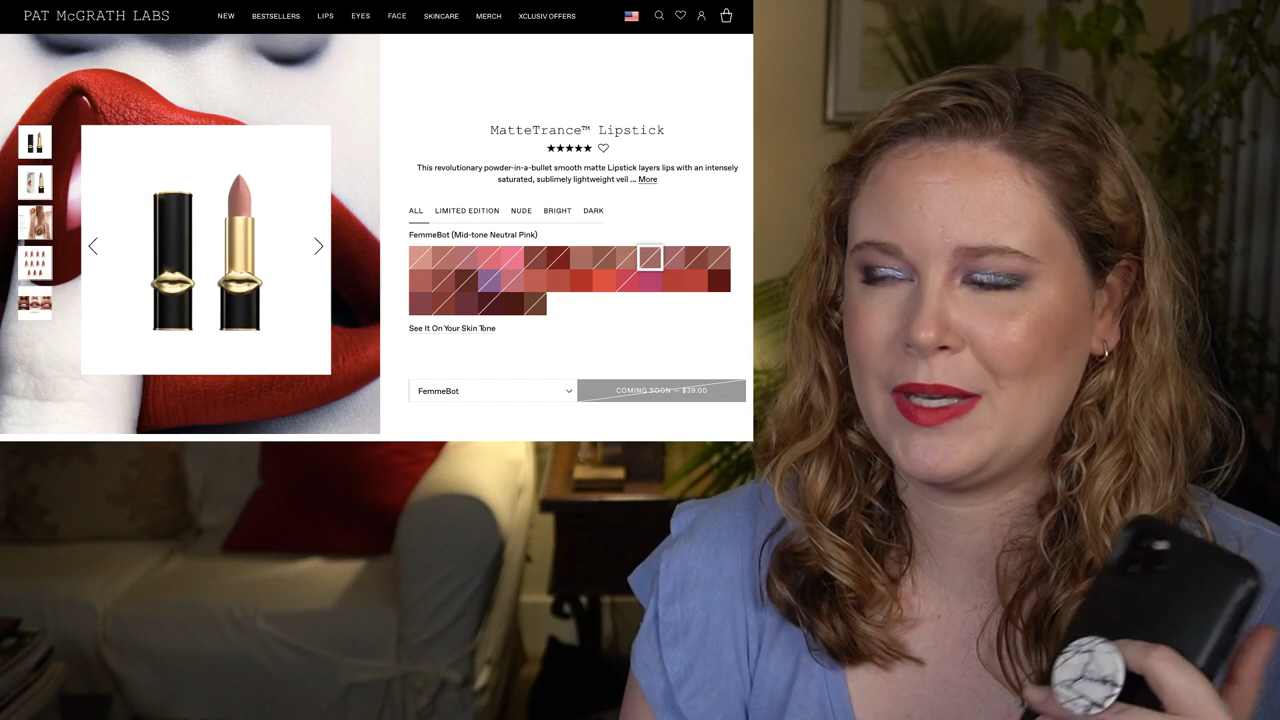 PAT McGRATH LABS
NEW BESTSELLERS LIPS EYES FACE SKINCARE MERCH XCLUSIV OFFERS
MatteTrance™ Lipstick
This revolutionary powder-in-a-bullet smooth matte Lipstick layers lips with an intensely
saturated, sublimely lightweight veil ... More
ALL LIMITED EDITION NUDE BRIGHT DARK
FemmeBot (Mid-tone Neutral Pink)
See It On Your Skin Tone
FemmeBot
COMING SOON — $39.00